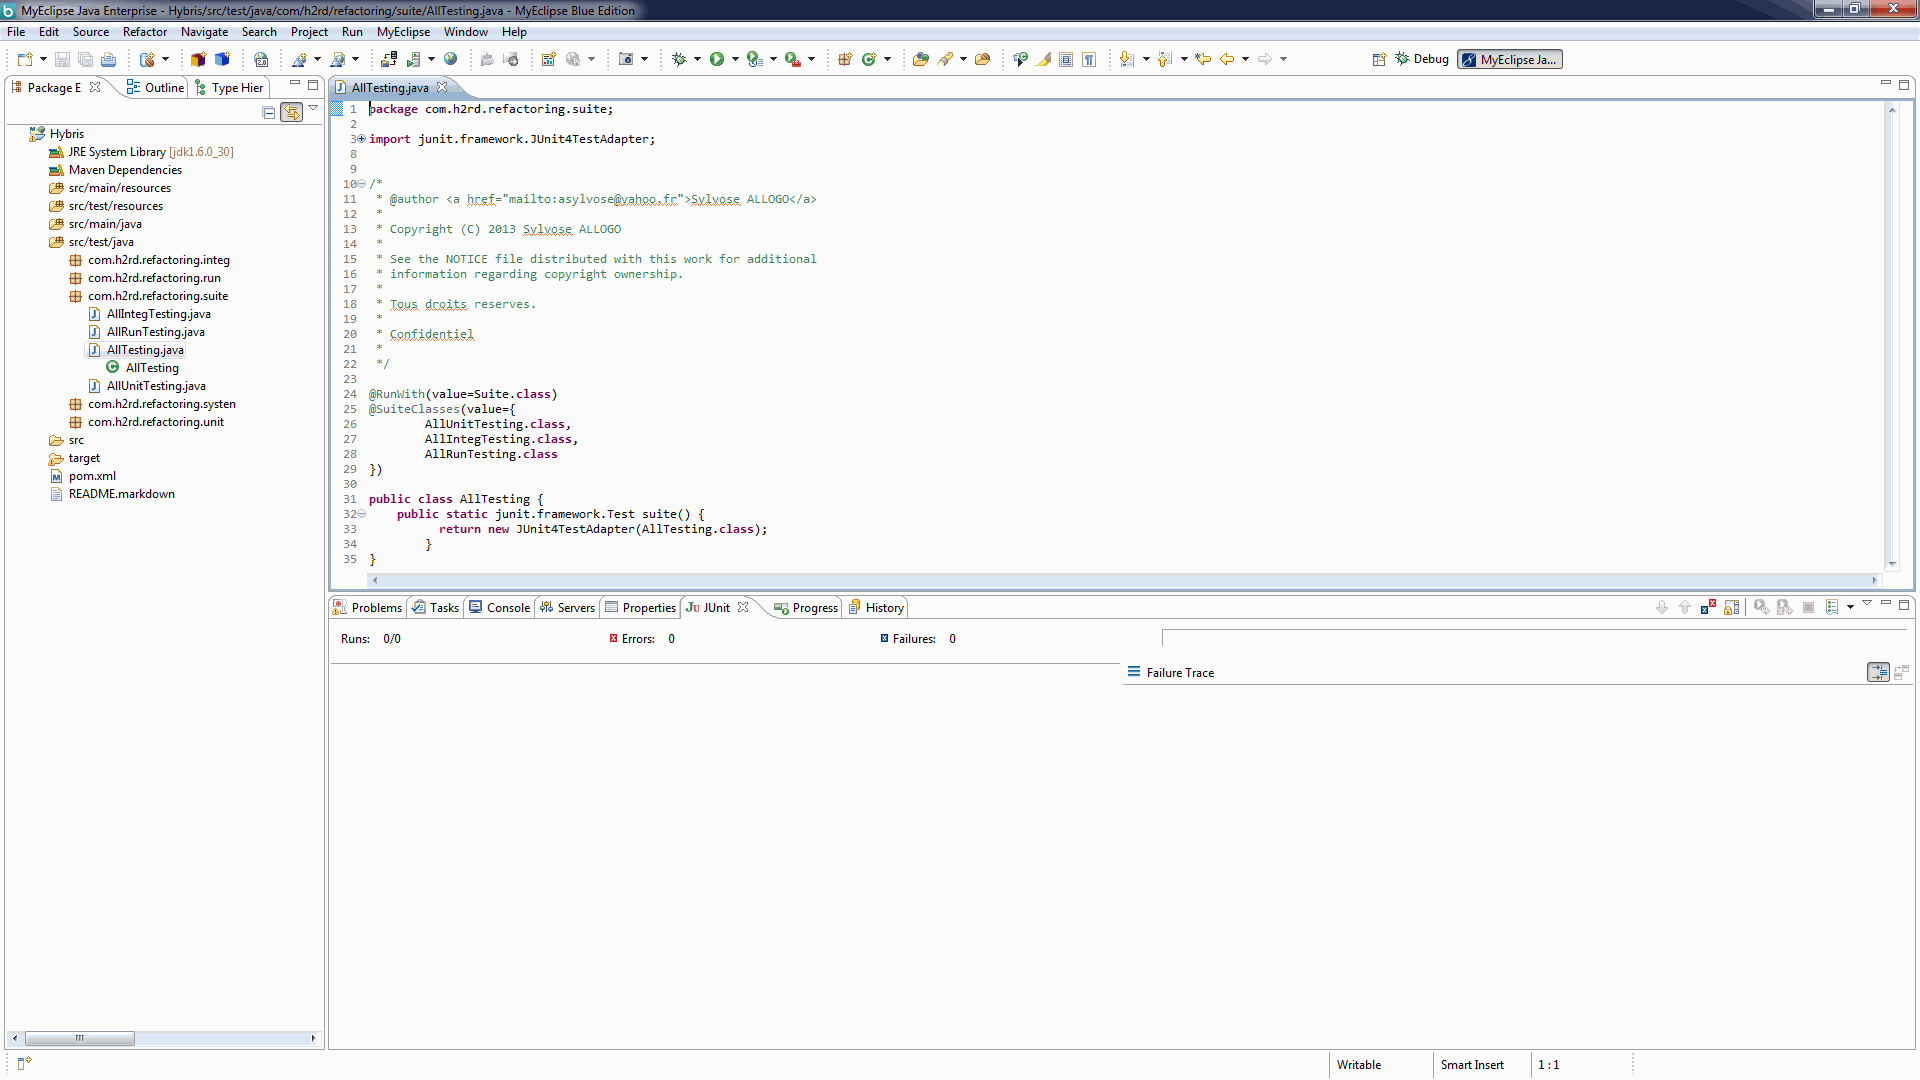 MyEclipse Java Enterprise - Hybris/src/test/java/com/h2rd/refactoring/suite/AllTesting.java - MyEclipse Blue Edition
File Edit Source Refactor Navigate Search Project Run MyEclipse Window Help
Debug MyEclipse Ja...
Package E Outline Type Hier
Hybris
JRE System Library [jdk1.6.0_30]
Maven Dependencies
src/main/resources
src/test/resources
src/main/java
src/test/java
com.h2rd.refactoring.integ
com.h2rd.refactoring.run
com.h2rd.refactoring.suite
AllIntegTesting.java
AllRunTesting.java
AllTesting.java
AllTesting
AllUnitTesting.java
com.h2rd.refactoring.systen
com.h2rd.refactoring.unit
src
target
pom.xml
README.markdown
AllTesting.java
1 package com.h2rd.refactoring.suite;
2
3 import junit.framework.JUnit4TestAdapter;
8
9
10 /*
11 * @author <a href="mailto:asylvose@yahoo.fr">Sylvose ALLOGO</a>
12 *
13 * Copyright (C) 2013 Sylvose ALLOGO
14 *
15 * See the NOTICE file distributed with this work for additional
16 * information regarding copyright ownership.
17 *
18 * Tous droits reserves.
19 *
20 * Confidentiel
21 *
22 */
23
24 @RunWith(value=Suite.class)
25 @SuiteClasses(value={
26 AllUnitTesting.class,
27 AllIntegTesting.class,
28 AllRunTesting.class
29 })
30
31 public class AllTesting {
32 public static junit.framework.Test suite() {
33 return new JUnit4TestAdapter(AllTesting.class);
34 }
35 }
Problems Tasks Console Servers Properties JUnit Progress History
Runs: 0/0 Errors: 0 Failures: 0
Failure Trace
Writable Smart Insert 1 : 1